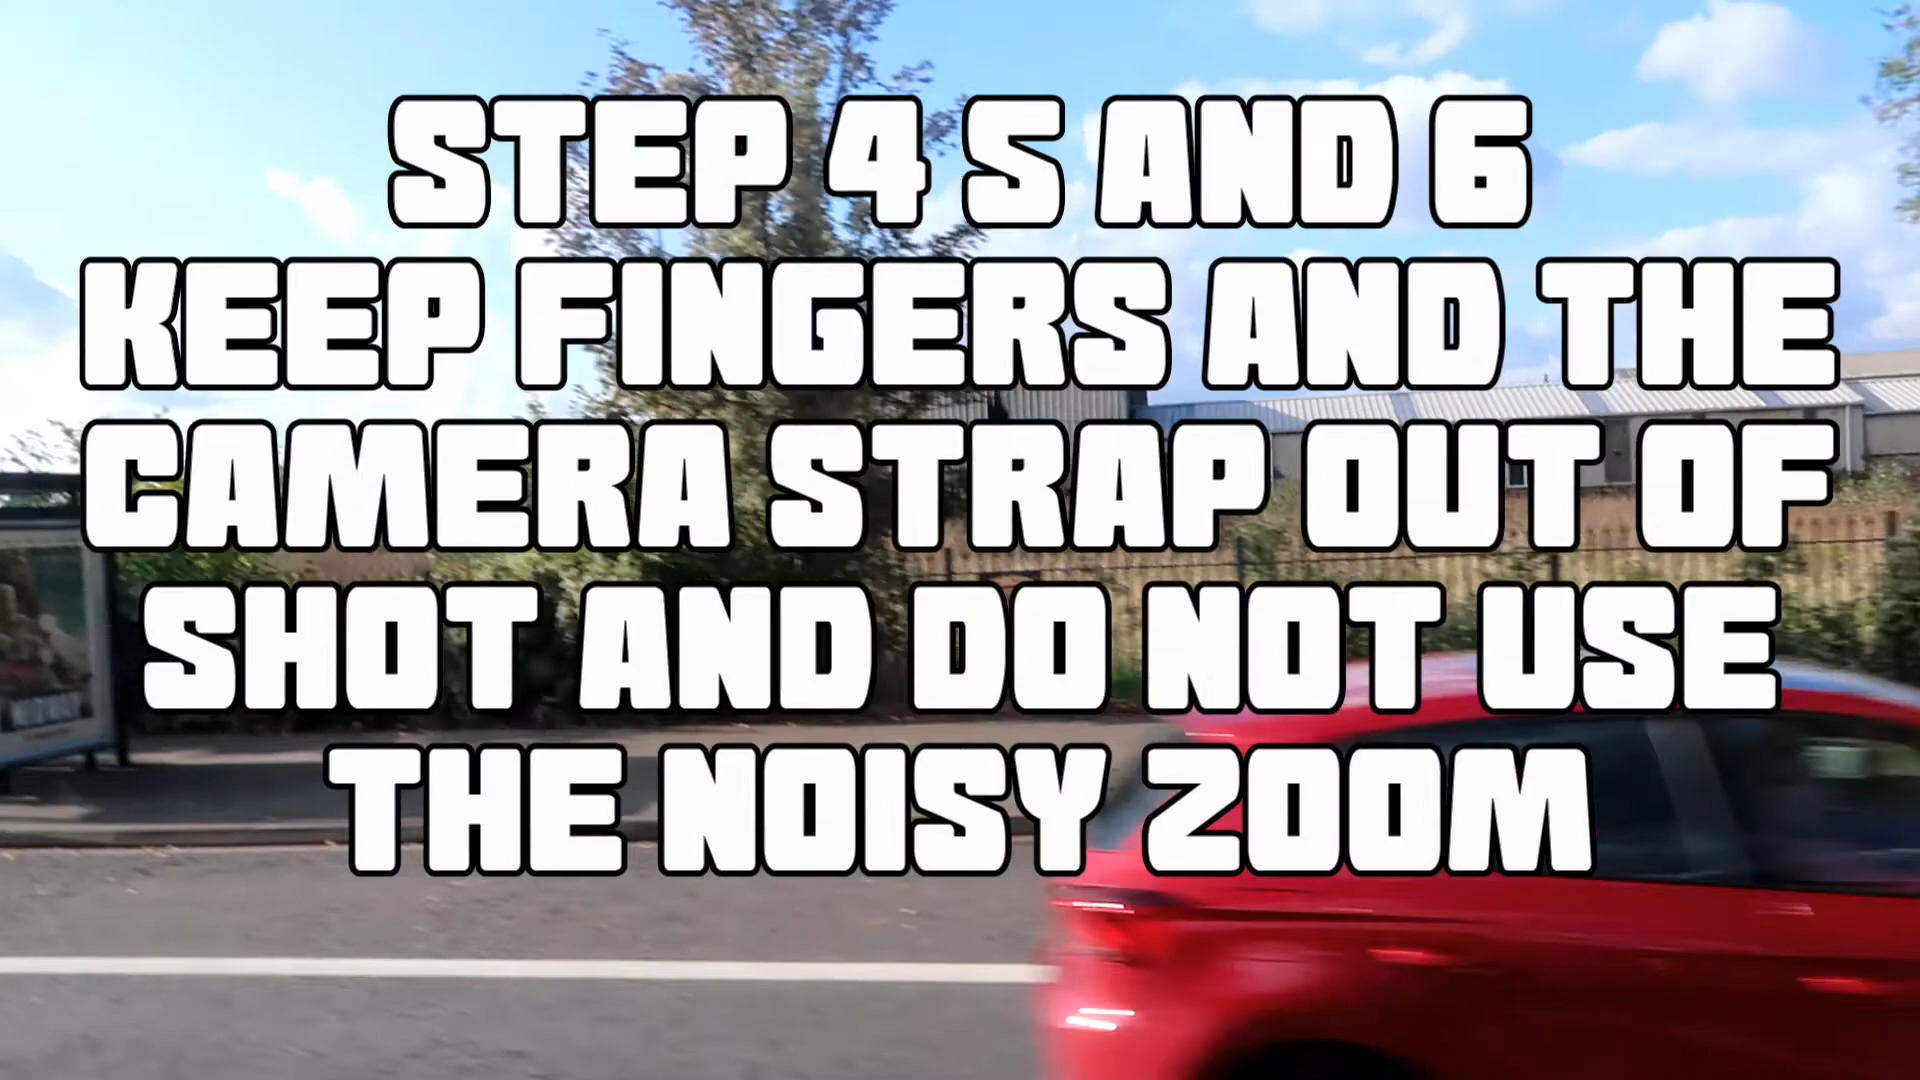 STEP 4 5 AND 6
KEEP FINGERS AND THE
CAMERA STRAP OUT OF
SHOT AND DO NOT USE
THE NOISY ZOOM